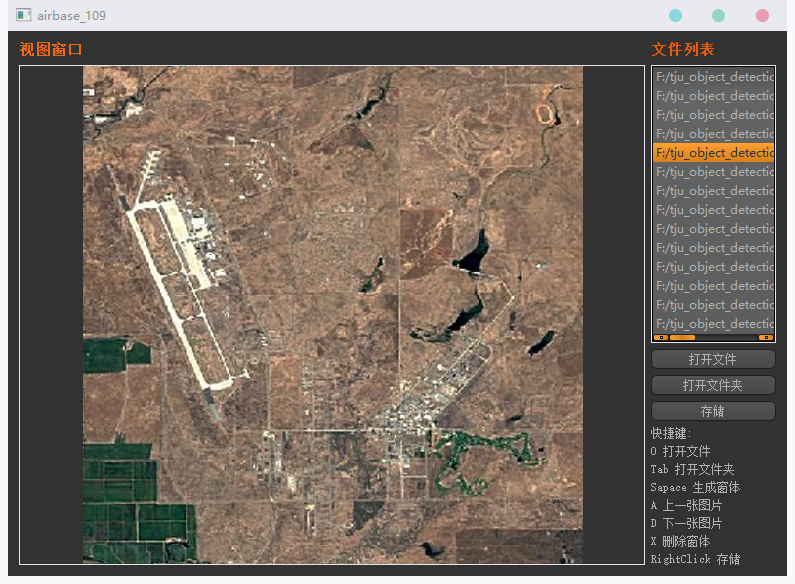 airbase_109
视图窗口
文件列表
F:/tju_object_detectic
F:/tju_object_detectic
F:/tju_object_detectic
F:/tju_object_detectic
F:/tju_object_detectic
F:/tju_object_detectic
F:/tju_object_detectic
F:/tju_object_detectic
F:/tju_object_detectic
F:/tju_object_detectic
F:/tju_object_detectic
F:/tju_object_detectic
F:/tju_object_detectic
F:/tju_object_detectic
打开文件
打开文件夹
存储
快捷键:
O 打开文件
Tab 打开文件夹
Sapace 生成窗体
A 上一张图片
D 下一张图片
X 删除窗体
RightClick 存储